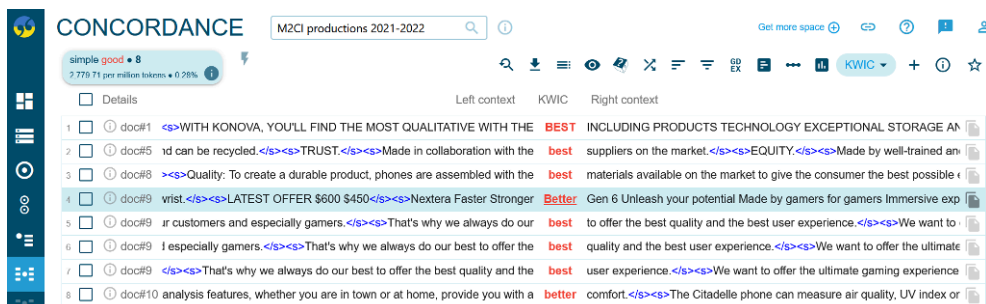 CONCORDANCE M2CI productions 2021-2022 Get more space
simple good • 8
2 779.71 per million tokens • 0.28%
GD EX KWIC
Details Left context KWIC Right context
1 doc#1 <s>WITH KONOVA, YOU'LL FIND THE MOST QUALITATIVE WITH THE BEST INCLUDING PRODUCTS TECHNOLOGY EXCEPTIONAL STORAGE AN
2 doc#5 and can be recycled.</s><s>TRUST.</s><s>Made in collaboration with the best suppliers on the market.</s><s>EQUITY.</s><s>Made by well-trained an
3 doc#8 ><s>Quality: To create a durable product, phones are assembled with the best materials available on the market to give the consumer the best possible
4 doc#9 wrist.</s><s>LATEST OFFER $600 $450</s><s>Nextera Faster Stronger Better Gen 6 Unleash your potential Made by gamers for gamers Immersive exp
5 doc#9 ur customers and especially gamers.</s><s>That's why we always do our best to offer the best quality and the best user experience.</s><s>We want to
6 doc#9 d especially gamers.</s><s>That's why we always do our best to offer the best quality and the best user experience.</s><s>We want to offer the ultimate
7 doc#9 </s><s>That's why we always do our best to offer the best quality and the best user experience.</s><s>We want to offer the ultimate gaming experience
8 doc#10 analysis features, whether you are in town or at home, provide you with a better comfort.</s><s>The Citadelle phone can measure air quality, UV index or